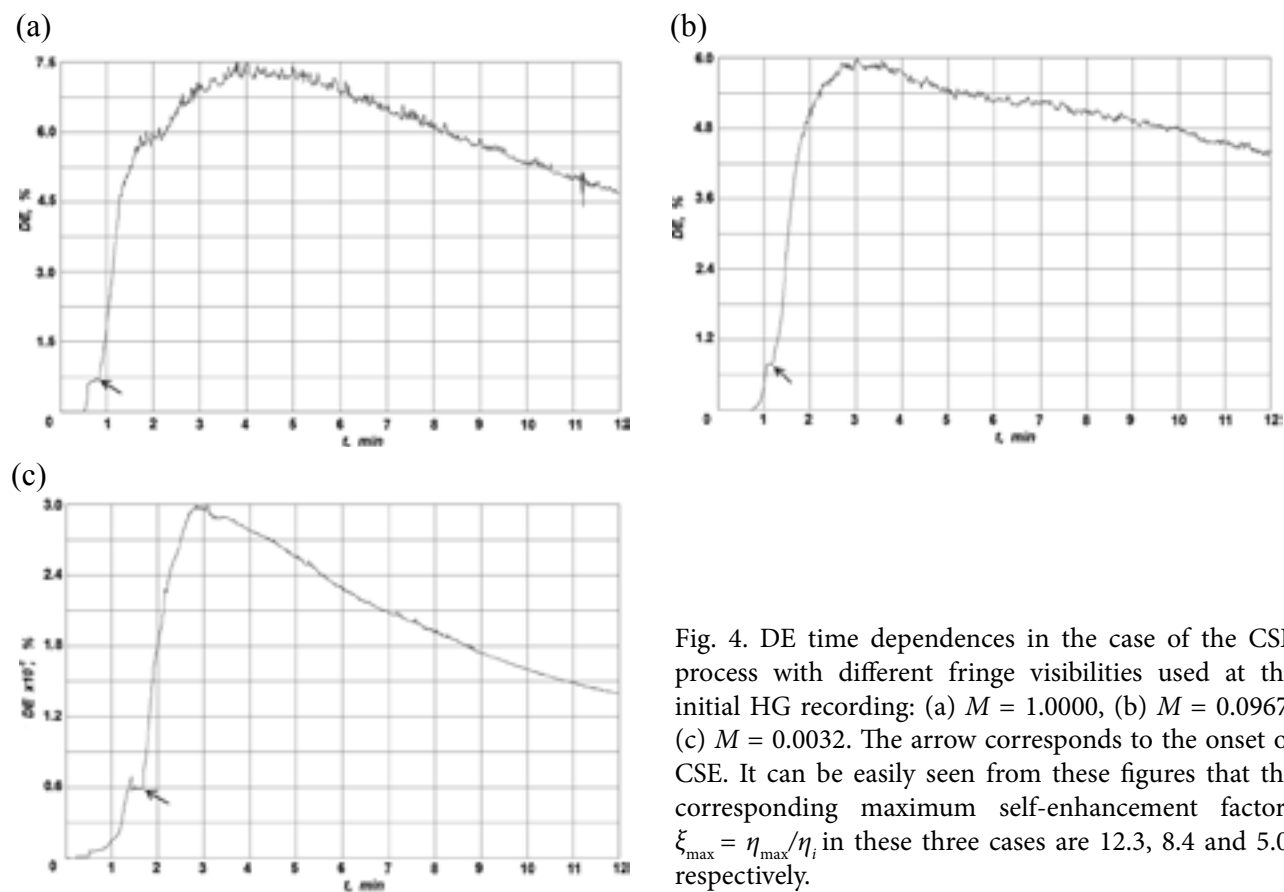 (a)
7.5
6.0
4.5
3.0
1.5
0
DE, %
1 2 3 4 5 6 7 8 9 10 11 12
t, min
(b)
6.0
4.8
3.6
2.4
1.2
0
DE, %
1 2 3 4 5 6 7 8 9 10 11 12
t, min
(c)
3.0
2.4
1.8
1.2
0.6
0
DE %
1 2 3 4 5 6 7 8 9 10 11 12
t, min
Fig. 4. DE time dependences in the case of the CSE
process with different fringe visibilities used at th
initial HG recording: (a) M = 1.0000, (b) M = 0.0967
(c) M = 0.0032. The arrow corresponds to the onset o
CSE. It can be easily seen from these figures that th
corresponding maximum self-enhancement factor
ξmax = ηmax/ηi in these three cases are 12.3, 8.4 and 5.0
respectively.